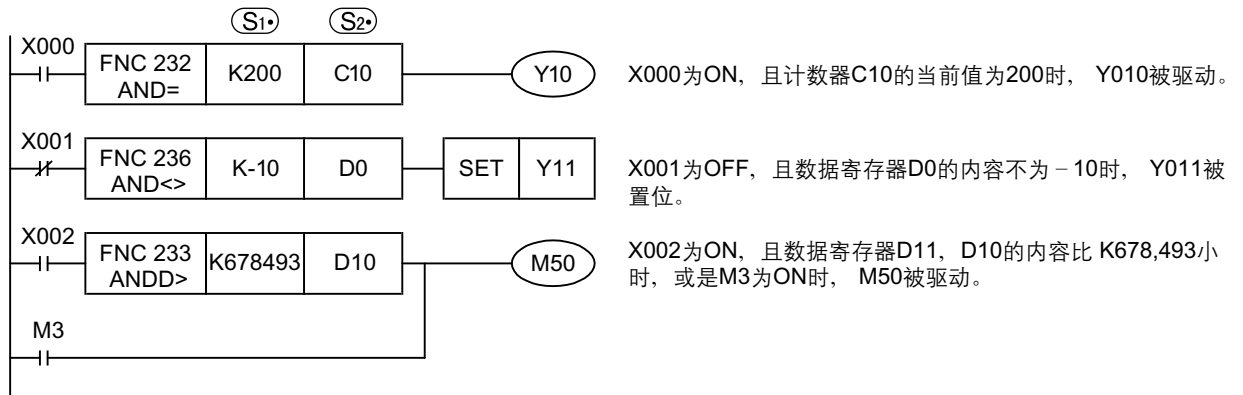 S1• S2•
X000
FNC 232
AND=
K200
C10
Y10
X000为ON，且计数器C10的当前值为200时， Y010被驱动。
X001
FNC 236
AND<>
K-10
D0
SET
Y11
X001为OFF，且数据寄存器D0的内容不为－10时， Y011被
置位。
X002
FNC 233
ANDD>
K678493
D10
M50
X002为ON，且数据寄存器D11，D10的内容比 K678,493小
时，或是M3为ON时， M50被驱动。
M3